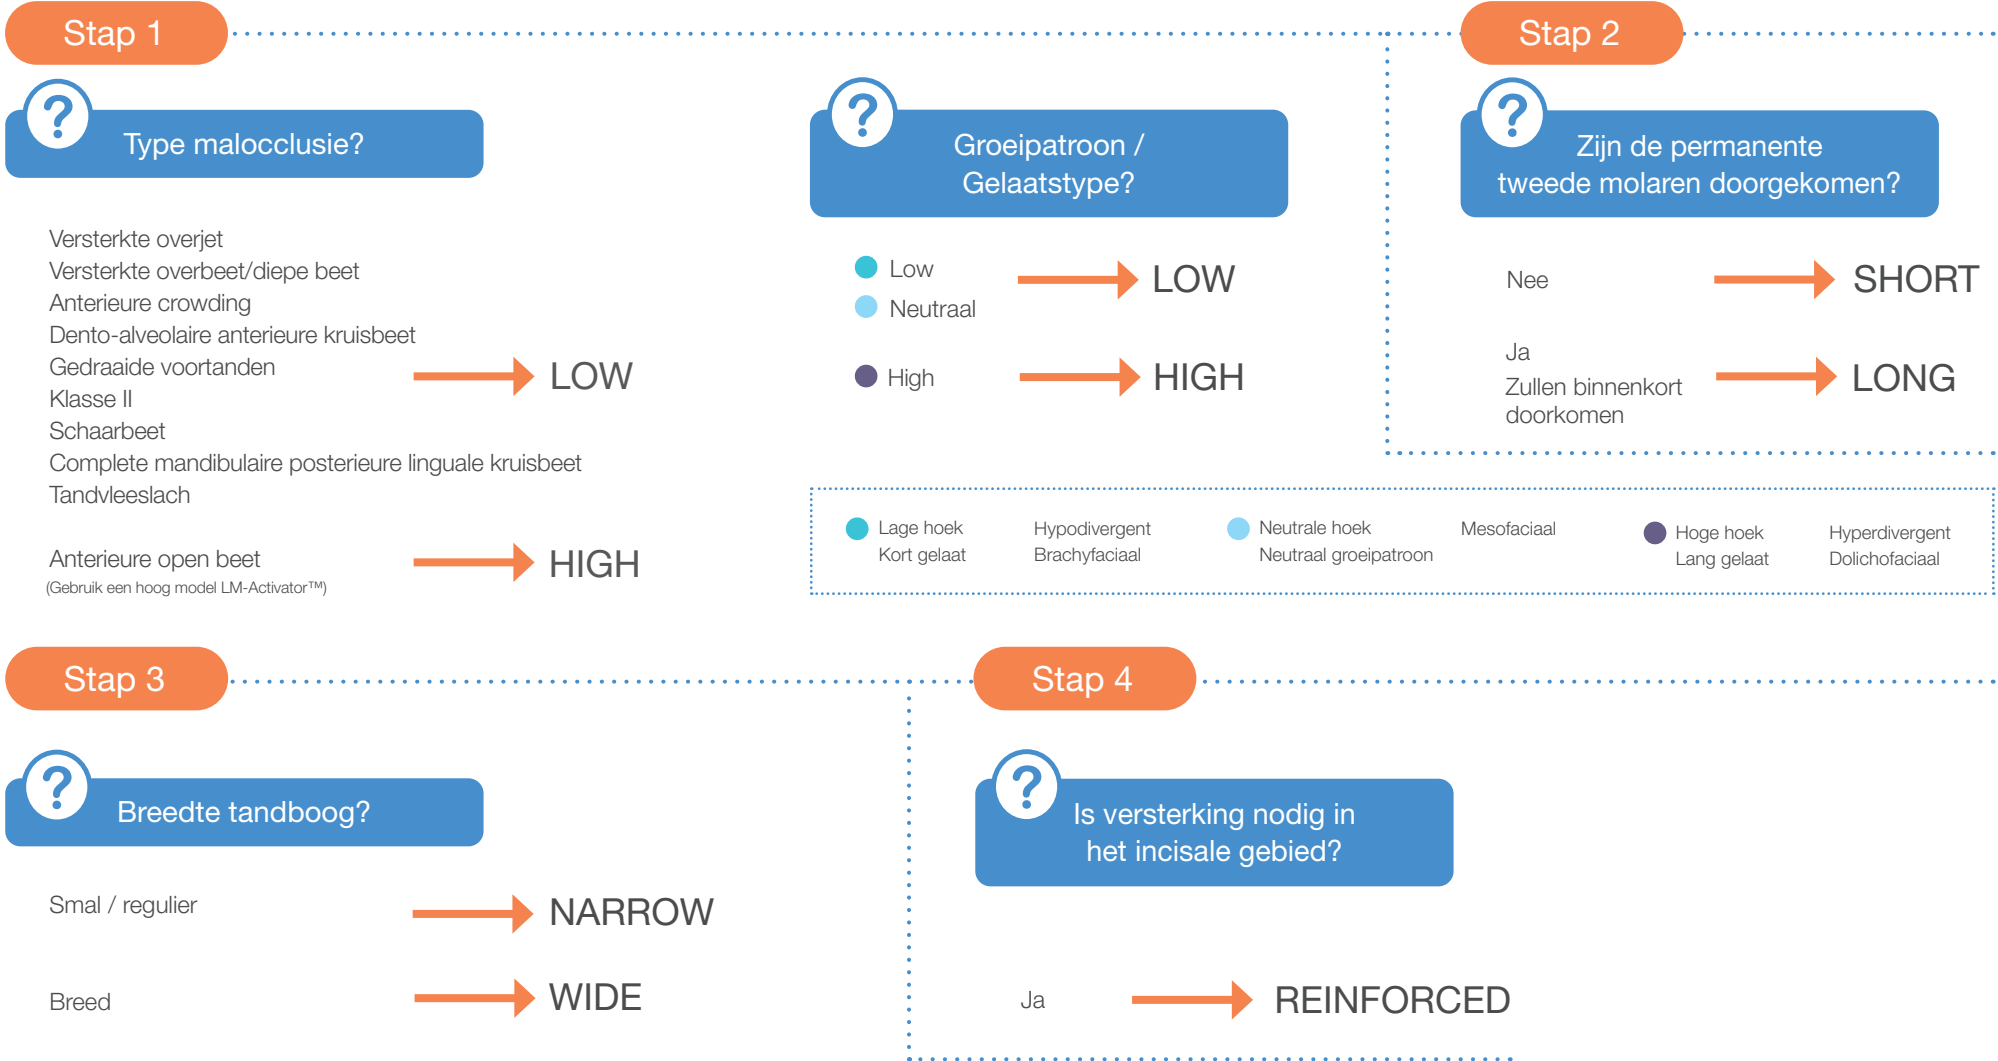 Stap 1
?
Type malocclusie?
Versterkte overjet
Versterkte overbeet/diepe beet
Anterieure crowding
Dento-alveolaire anterieure kruisbeet
Gedraaide voortanden
Klasse II
Schaarbeet
Complete mandibulaire posterieure linguale kruisbeet
Tandvleeslach
LOW
Anterieure open beet
(Gebruik een hoog model LM-Activator™)
HIGH
?
Groeipatroon /
Gelaatstype?
Low
Neutraal
LOW
High
HIGH
Stap 2
?
Zijn de permanente
tweede molaren doorgekomen?
Nee
SHORT
Ja
Zullen binnenkort
doorkomen
LONG
Lage hoek
Kort gelaat
Hypodivergent
Brachyfaciaal
Neutrale hoek
Neutraal groeipatroon
Mesofaciaal
Hoge hoek
Lang gelaat
Hyperdivergent
Dolichofaciaal
Stap 3
?
Breedte tandboog?
Smal / regulier
NARROW
Breed
WIDE
Stap 4
?
Is versterking nodig in
het incisale gebied?
Ja
REINFORCED